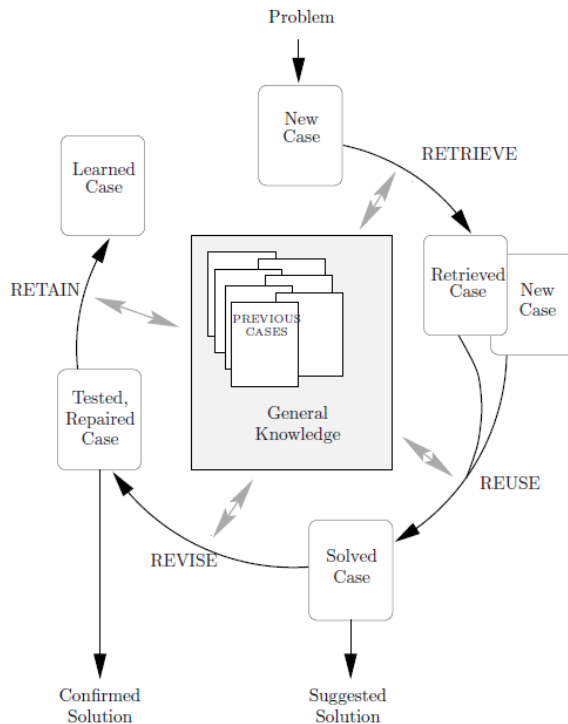 Problem
New
Case
RETRIEVE
Learned
Case
Retrieved
Case
New
Case
RETAIN
PREVIOUS
CASES
General
Knowledge
Tested,
Repaired
Case
REUSE
REVISE
Solved
Case
Confirmed
Solution
Suggested
Solution